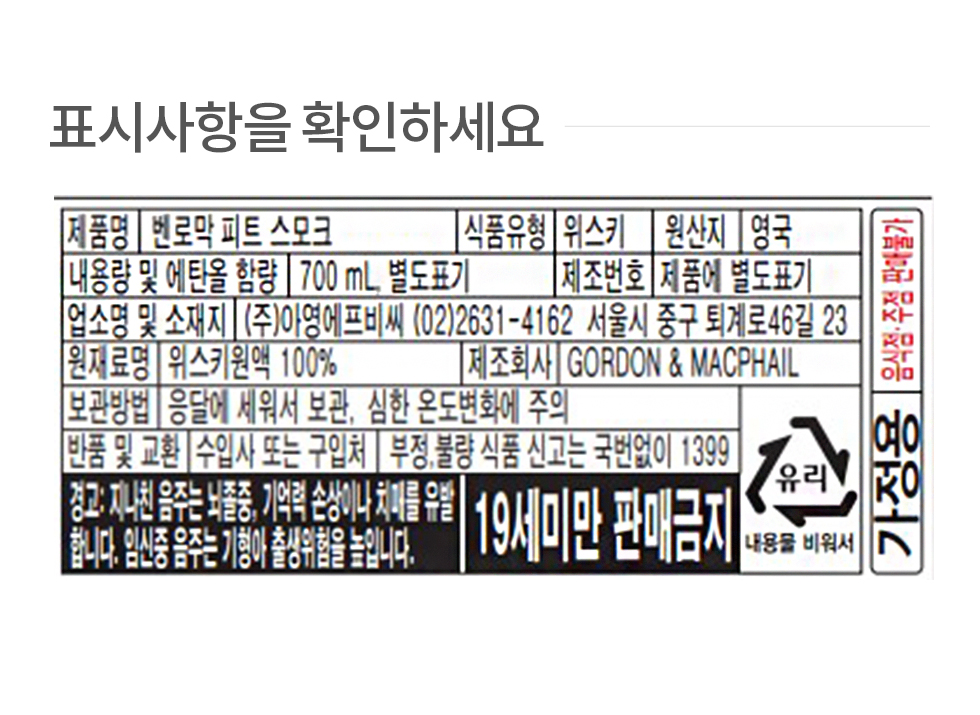 표시사항을 확인하세요
제품명 벤로막 피트 스모크 식품유형 위스키 원산지 영국
내용량 및 에탄올 함량 700 mL, 별도표기 제조번호 제품에 별도표기
업소명 및 소재지 (주)아영에프비씨 (02)2631-4162 서울시 중구 퇴계로46길 23
원재료명 위스키원액 100% 제조회사 GORDON & MACPHAIL
보관방법 응달에 세워서 보관, 심한 온도변화에 주의
반품 및 교환 수입사 또는 구입처 부정,불량 식품 신고는 국번없이 1399
경고: 지나친 음주는 뇌졸중, 기억력 손상이나 치매를 유발
합니다. 임신중 음주는 기형아 출생위험을 높입니다.
19세미만 판매금지
유리
내용물 비워서
가정용
음식점·주점 판매불가